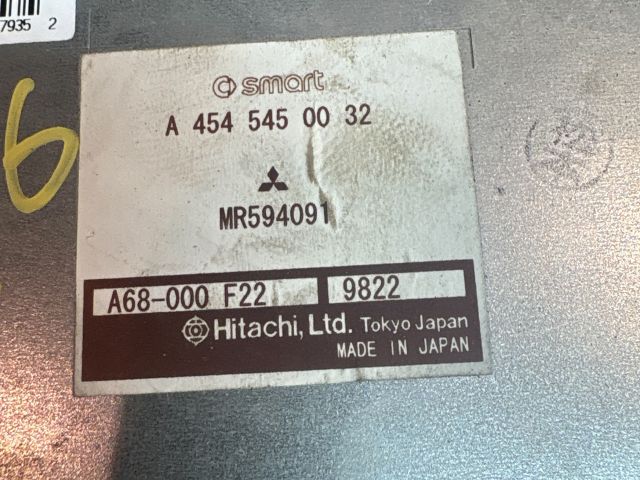 7935 2
6
smart
A 454 545 00 32
MR594091
A68-000 F22 9822
Hitachi, Ltd. Tokyo Japan
MADE IN JAPAN